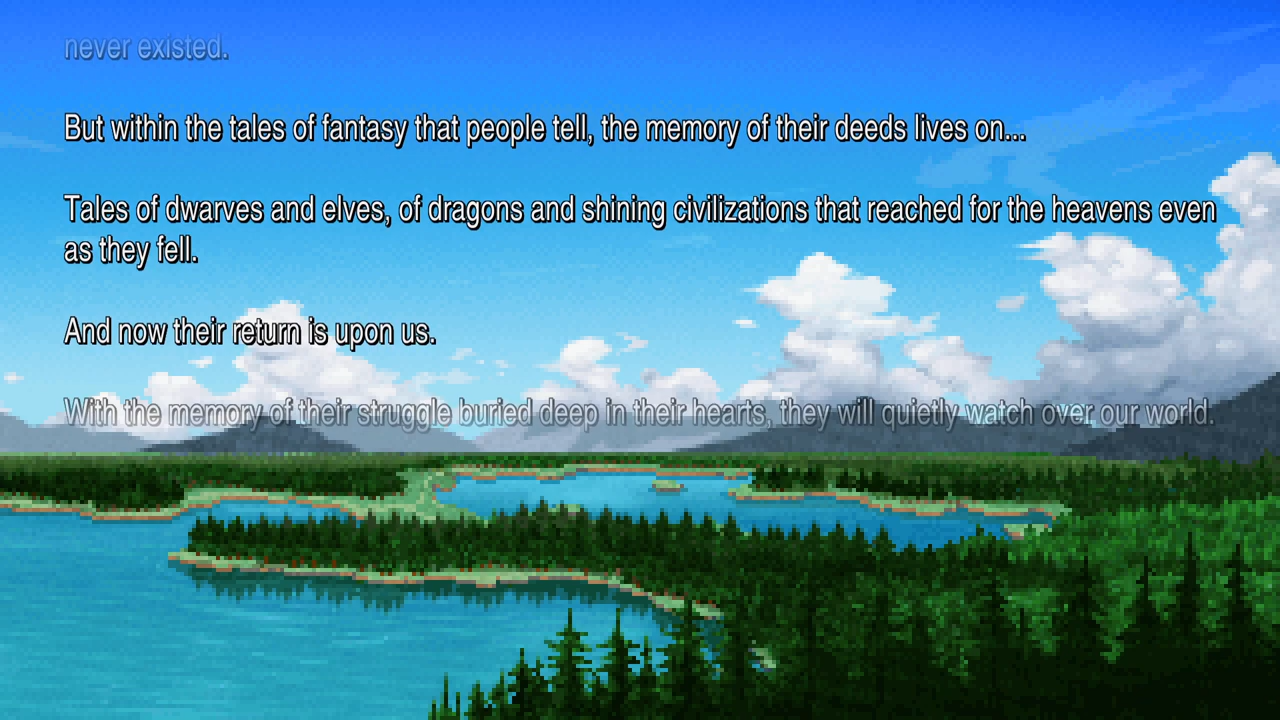 never existed.
But within the tales of fantasy that people tell, the memory of their deeds lives on...
Tales of dwarves and elves, of dragons and shining civilizations that reached for the heavens even
as they fell.
And now their return is upon us.
With the memory of their struggle buried deep in their hearts, they will quietly watch over our world.